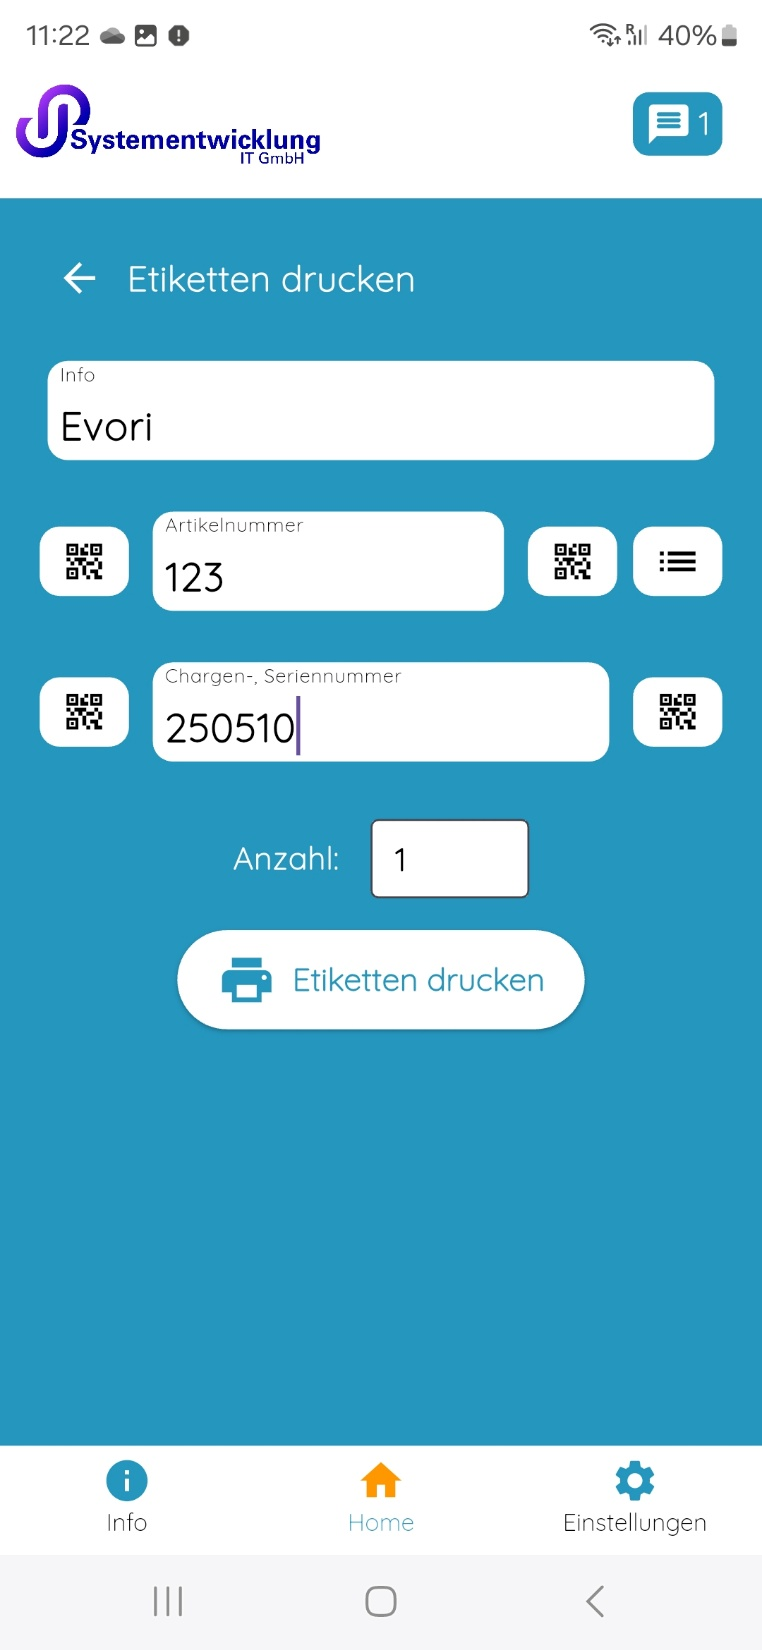 11:22
R
40%
Systementwicklung
IT GmbH
1
Etiketten drucken
Info
Evori
Artikelnummer
123
Chargen-, Seriennummer
250510
Anzahl: 1
Etiketten drucken
Info Home Einstellungen